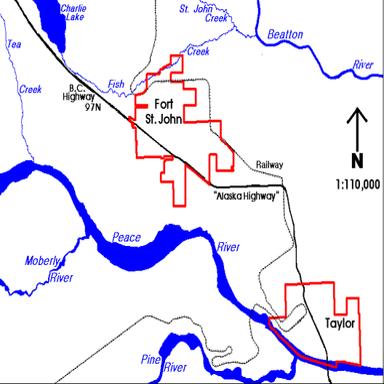 Charlie
Lake
St. John
Creek
Beatton
River
Tea
Creek
Fish
Creek
B.C.
Highway
97N
Fort
St. John
N
1:110,000
Railway
"Alaska Highway"
Peace
River
Moberly
River
Taylor
Pine
River